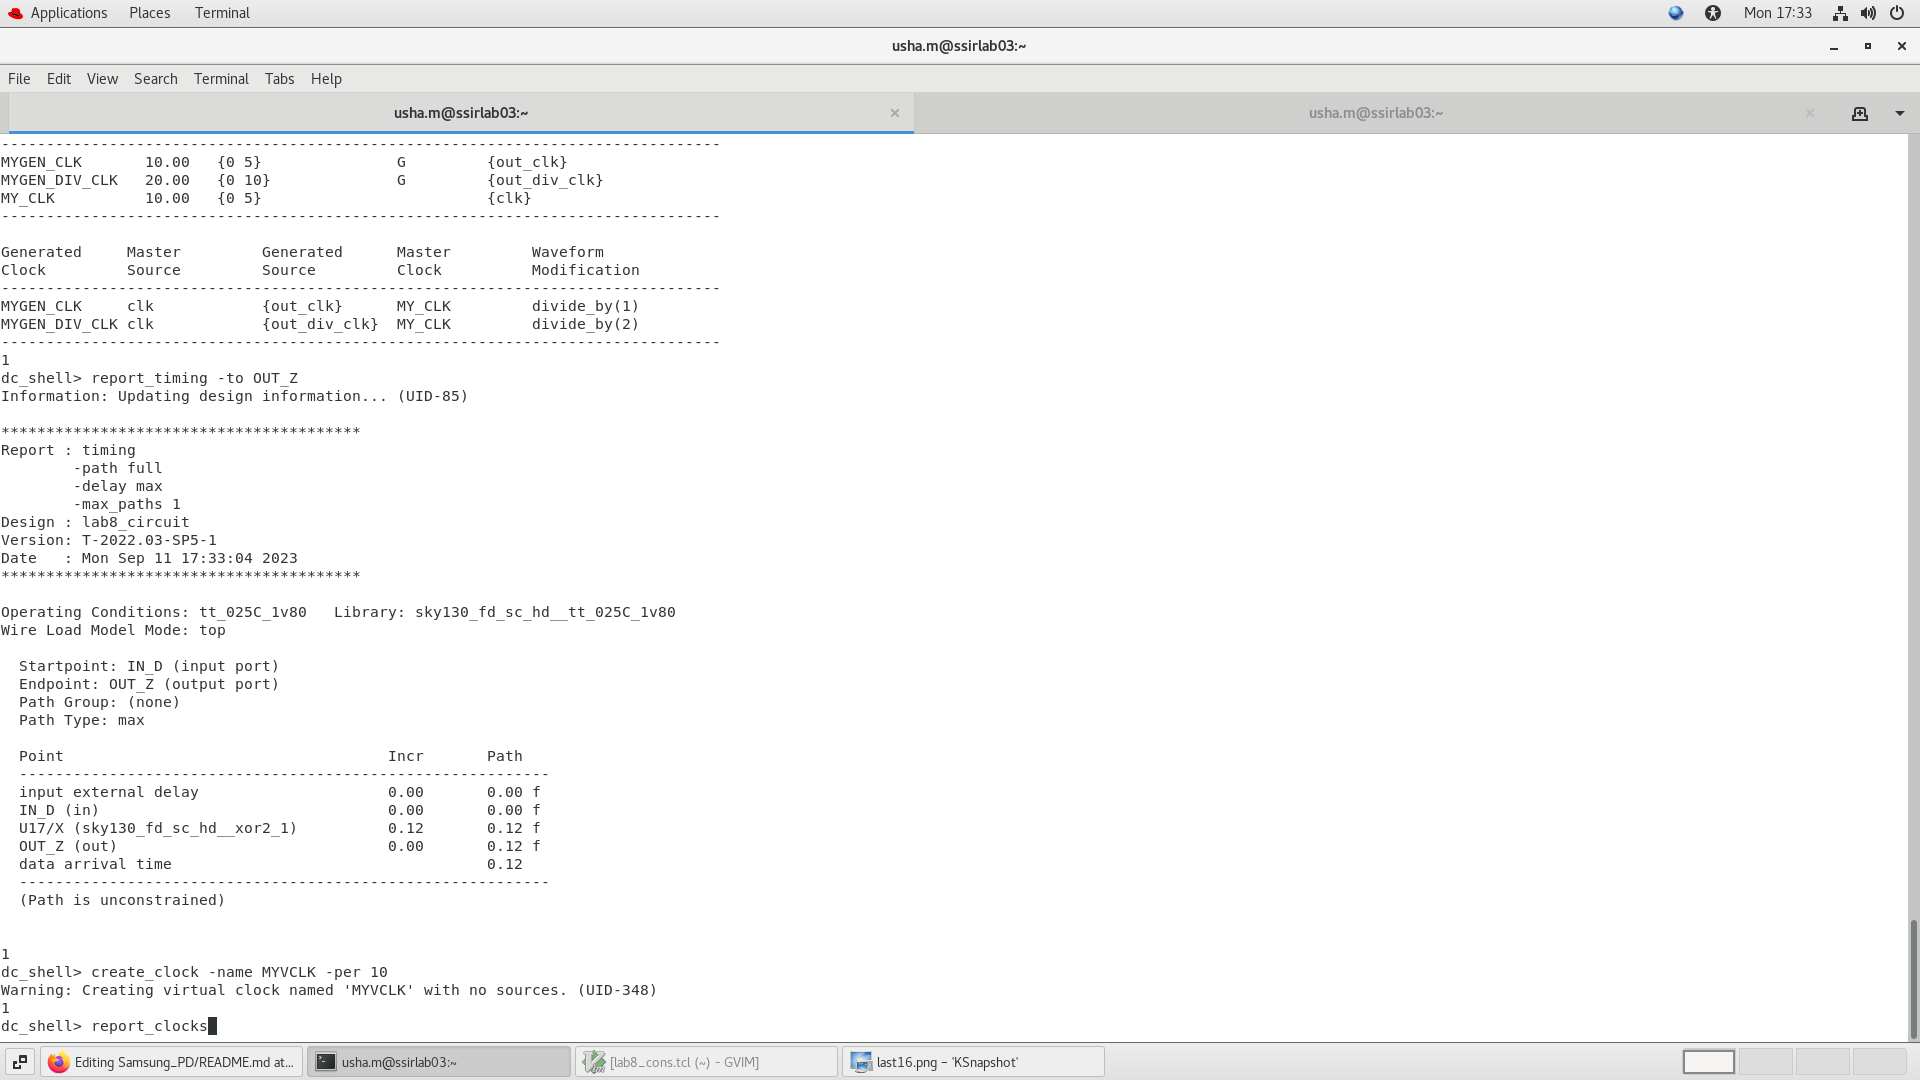 Applications Places Terminal Mon 17:33
usha.m@ssirlab03:~
File Edit View Search Terminal Tabs Help
usha.m@ssirlab03:~ × usha.m@ssirlab03:~ ×
--------------------------------------------------------------------------------
MYGEN_CLK       10.00   {0 5}               G         {out_clk}
MYGEN_DIV_CLK   20.00   {0 10}              G         {out_div_clk}
MY_CLK          10.00   {0 5}                         {clk}
--------------------------------------------------------------------------------
Generated     Master         Generated      Master         Waveform
Clock         Source         Source         Clock          Modification
--------------------------------------------------------------------------------
MYGEN_CLK     clk            {out_clk}      MY_CLK         divide_by(1)
MYGEN_DIV_CLK clk            {out_div_clk}  MY_CLK         divide_by(2)
--------------------------------------------------------------------------------
1
dc_shell> report_timing -to OUT_Z
Information: Updating design information... (UID-85)
****************************************
Report : timing
        -path full
        -delay max
        -max_paths 1
Design : lab8_circuit
Version: T-2022.03-SP5-1
Date   : Mon Sep 11 17:33:04 2023
****************************************
Operating Conditions: tt_025C_1v80   Library: sky130_fd_sc_hd__tt_025C_1v80
Wire Load Model Mode: top
  Startpoint: IN_D (input port)
  Endpoint: OUT_Z (output port)
  Path Group: (none)
  Path Type: max
  Point                                    Incr       Path
  -----------------------------------------------------------
  input external delay                     0.00       0.00 f
  IN_D (in)                                0.00       0.00 f
  U17/X (sky130_fd_sc_hd__xor2_1)          0.12       0.12 f
  OUT_Z (out)                              0.00       0.12 f
  data arrival time                                   0.12
  -----------------------------------------------------------
  (Path is unconstrained)
1
dc_shell> create_clock -name MYVCLK -per 10
Warning: Creating virtual clock named 'MYVCLK' with no sources. (UID-348)
1
dc_shell> report_clocks
Editing Samsung_PD/README.md at... usha.m@ssirlab03:~ [lab8_cons.tcl (~) - GVIM] last16.png – 'KSnapshot'